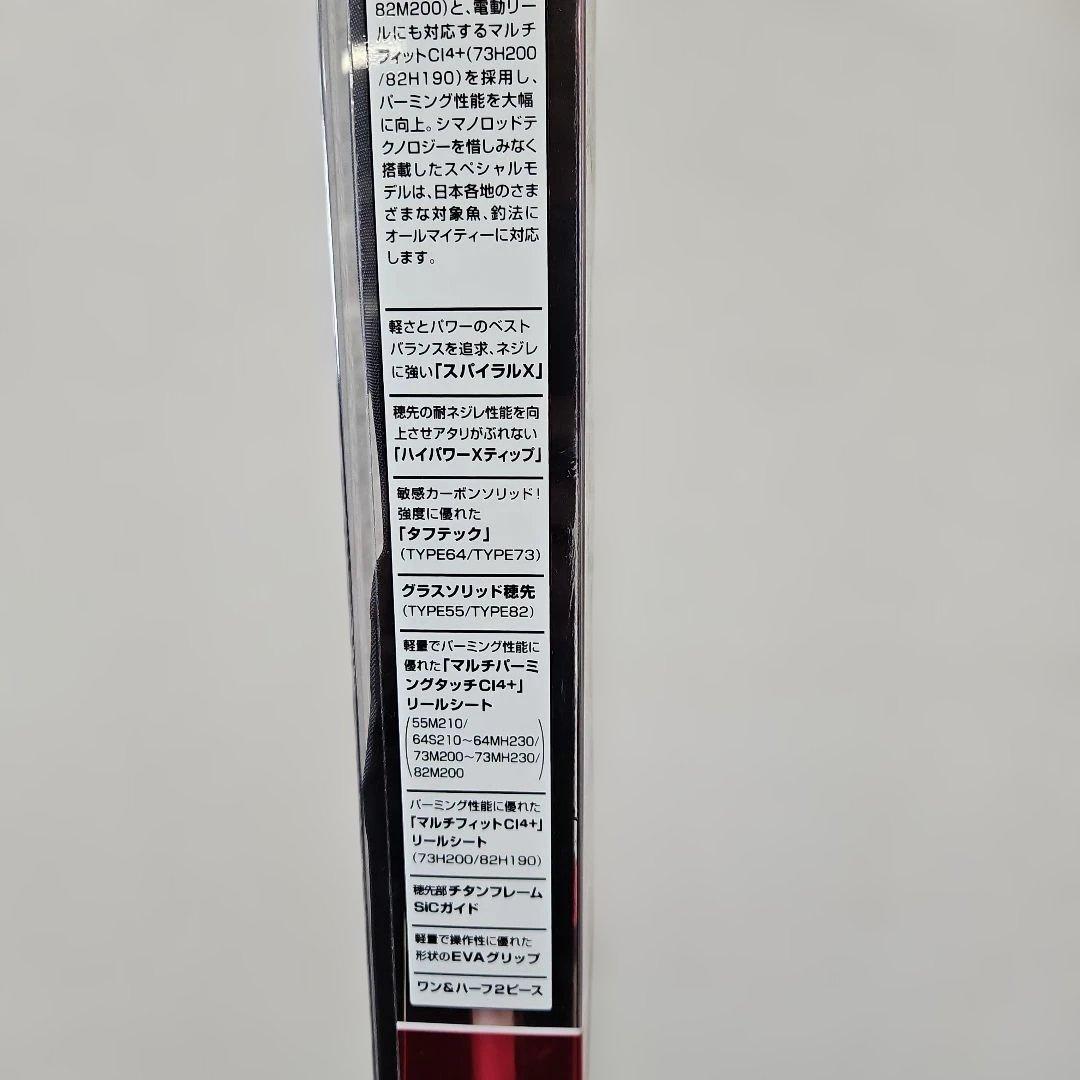 82M200)と、電動リー
ルにも対応するマルチ
フィットCI4+(73H200
/82H190)を採用し、
パーミング性能を大幅
に向上。シマノロッドテ
クノロジーを惜しみなく
搭載したスペシャルモ
デルは、日本各地のさま
ざまな対象魚、釣法に
オールマイティーに対応
します。
軽さとパワーのベスト
バランスを追求、ネジレ
に強い「スパイラルX」
穂先の耐ネジレ性能を向
上させアタリがぶれない
「ハイパワーXティップ」
敏感カーボンソリッド!
強度に優れた
「タフテック」
(TYPE64/TYPE73)
グラスソリッド穂先
(TYPE55/TYPE82)
軽量でパーミング性能に
優れた「マルチパーミ
ングタッチCI4+」
リールシート
(55M210/
64S210〜64MH230/
73M200〜73MH230/
82M200)
パーミング性能に優れた
「マルチフィットCI4+」
リールシート
(73H200/82H190)
穂先部チタンフレーム
SiCガイド
軽量で操作性に優れた
形状のEVAグリップ
ワン&ハーフ2ピース